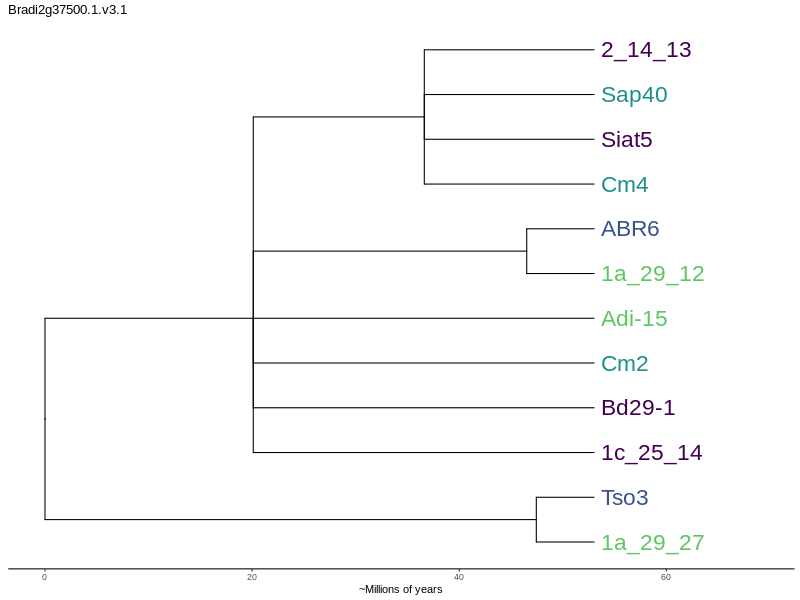 Bradi2g37500.1.v3.1
2_14_13
Sap40
Siat5
Cm4
ABR6
1a_29_12
Adi-15
Cm2
Bd29-1
1c_25_14
Tso3
1a_29_27
0 20 40 60
~Millions of years